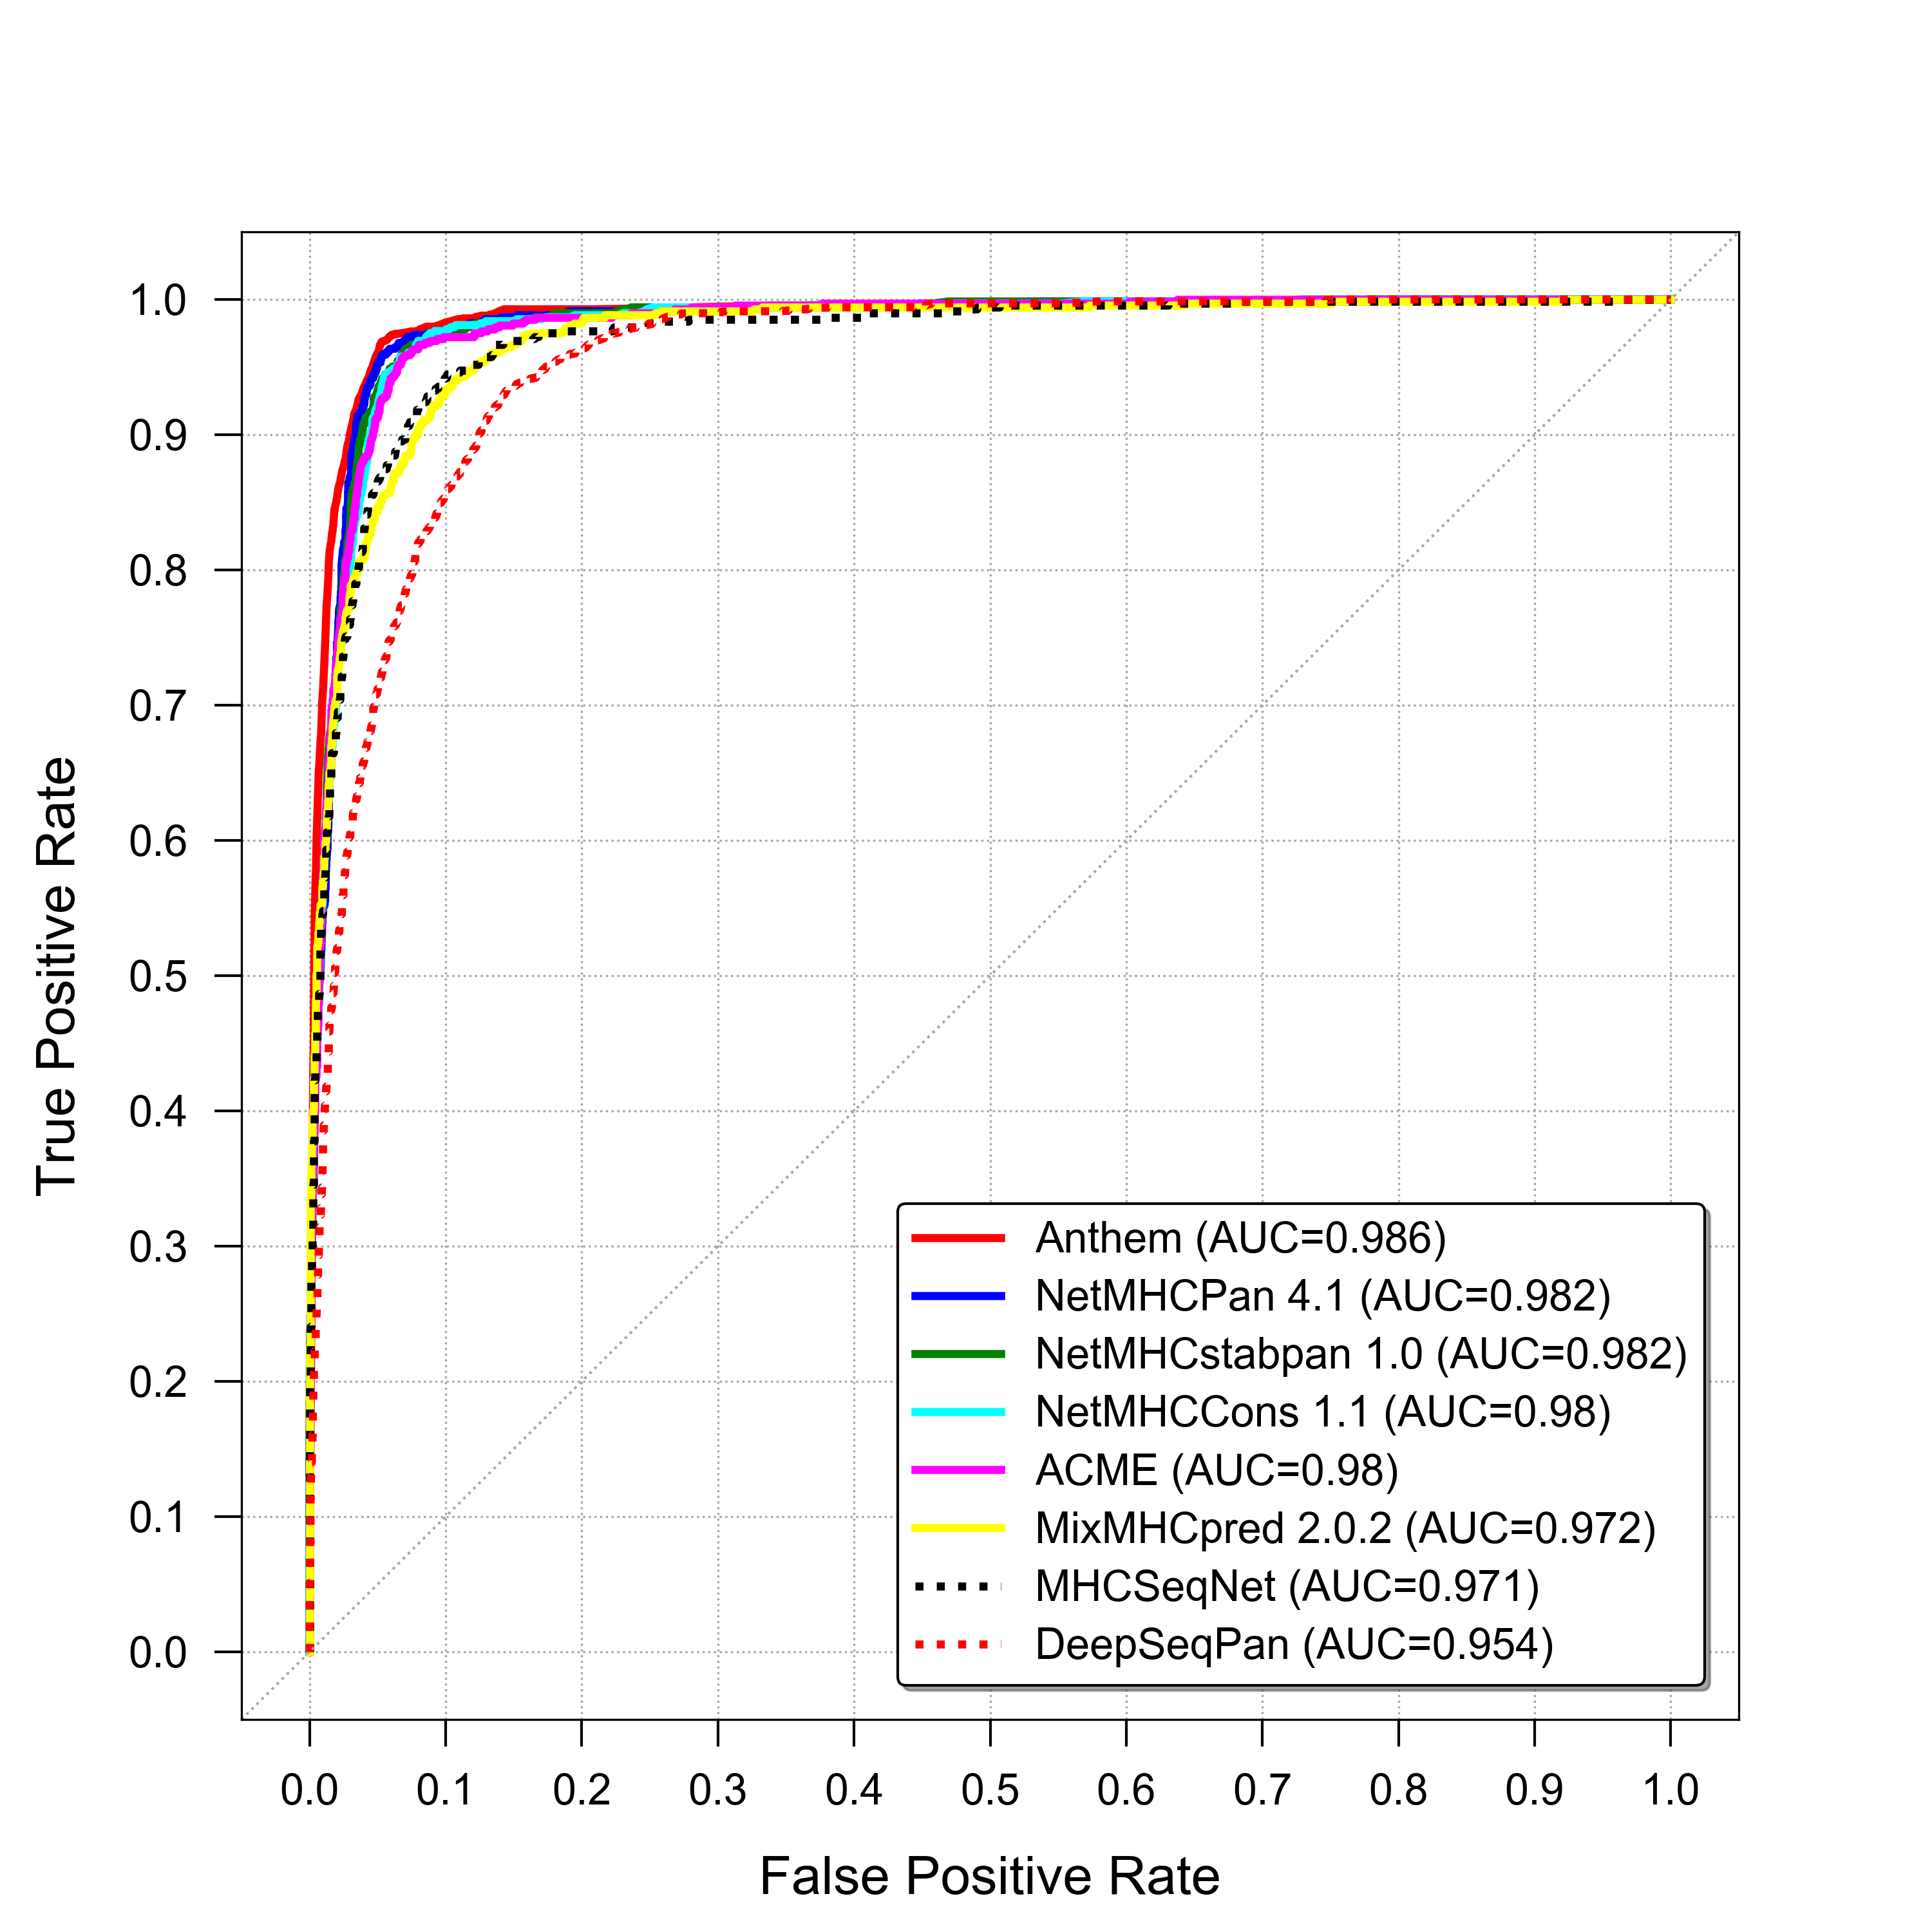 1.0
0.9
0.8
0.7
0.6
0.5
0.4
0.3
0.2
0.1
0.0
True Positive Rate
Anthem (AUC=0.986)
NetMHCPan 4.1 (AUC=0.982)
NetMHCstabpan 1.0 (AUC=0.982)
NetMHCCons 1.1 (AUC=0.98)
ACME (AUC=0.98)
MixMHCpred 2.0.2 (AUC=0.972)
MHCSeqNet (AUC=0.971)
DeepSeqPan (AUC=0.954)
0.0 0.1 0.2 0.3 0.4 0.5 0.6 0.7 0.8 0.9 1.0
False Positive Rate